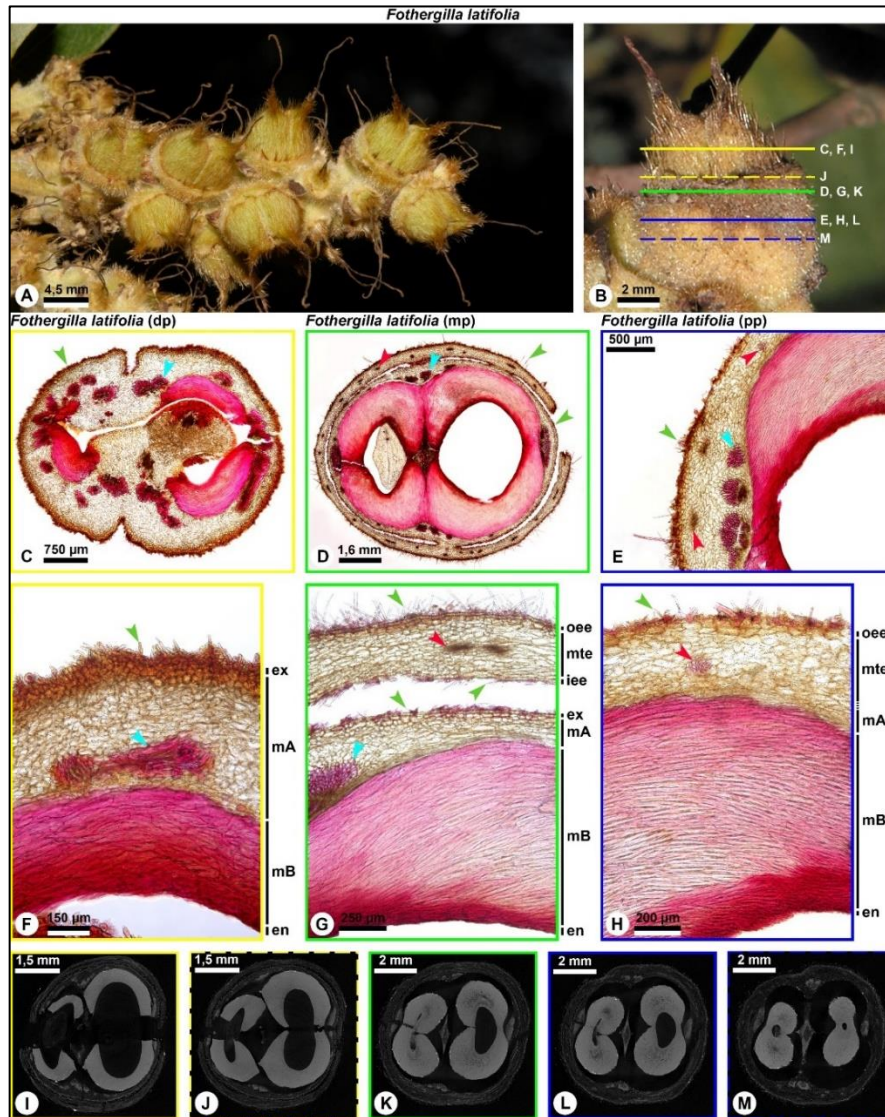 Fothergilla latifolia
A
4,5 mm
B
2 mm
C, F, I
J
D, G, K
E, H, L
M
Fothergilla latifolia (dp)
Fothergilla latifolia (mp)
Fothergilla latifolia (pp)
C
750 µm
D
1,6 mm
500 µm
E
F
150 µm
ex
mA
mB
en
G
250 µm
oee
mte
iee
ex
mA
mB
en
H
200 µm
oee
mte
mA
mB
en
1,5 mm
I
1,5 mm
J
2 mm
K
2 mm
L
2 mm
M